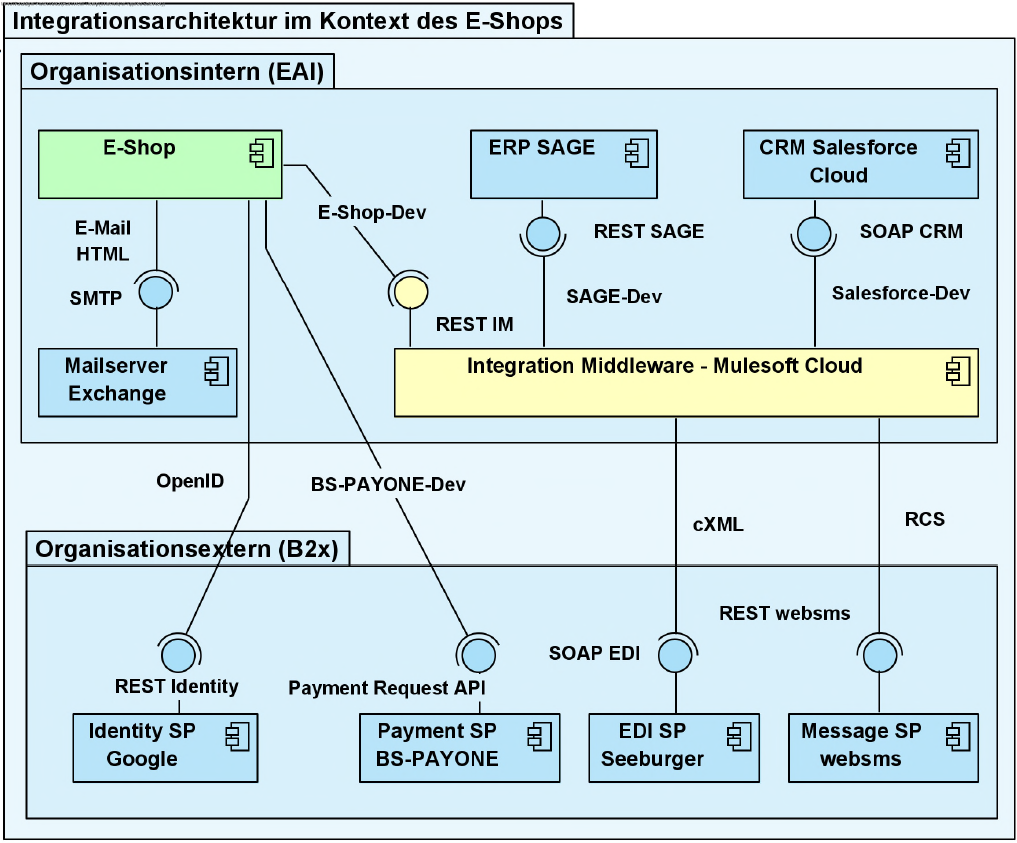 Integrationsarchitektur im Kontext des E-Shops
Organisationsintern (EAI)
E-Shop
ERP SAGE
CRM Salesforce
Cloud
E-Shop-Dev
E-Mail
HTML
REST SAGE
SOAP CRM
SMTP
SAGE-Dev
Salesforce-Dev
REST IM
Mailserver
Exchange
Integration Middleware - Mulesoft Cloud
OpenID
BS-PAYONE-Dev
cXML
RCS
Organisationsextern (B2x)
REST websms
SOAP EDI
REST Identity
Payment Request API
Identity SP
Google
Payment SP
BS-PAYONE
EDI SP
Seeburger
Message SP
websms